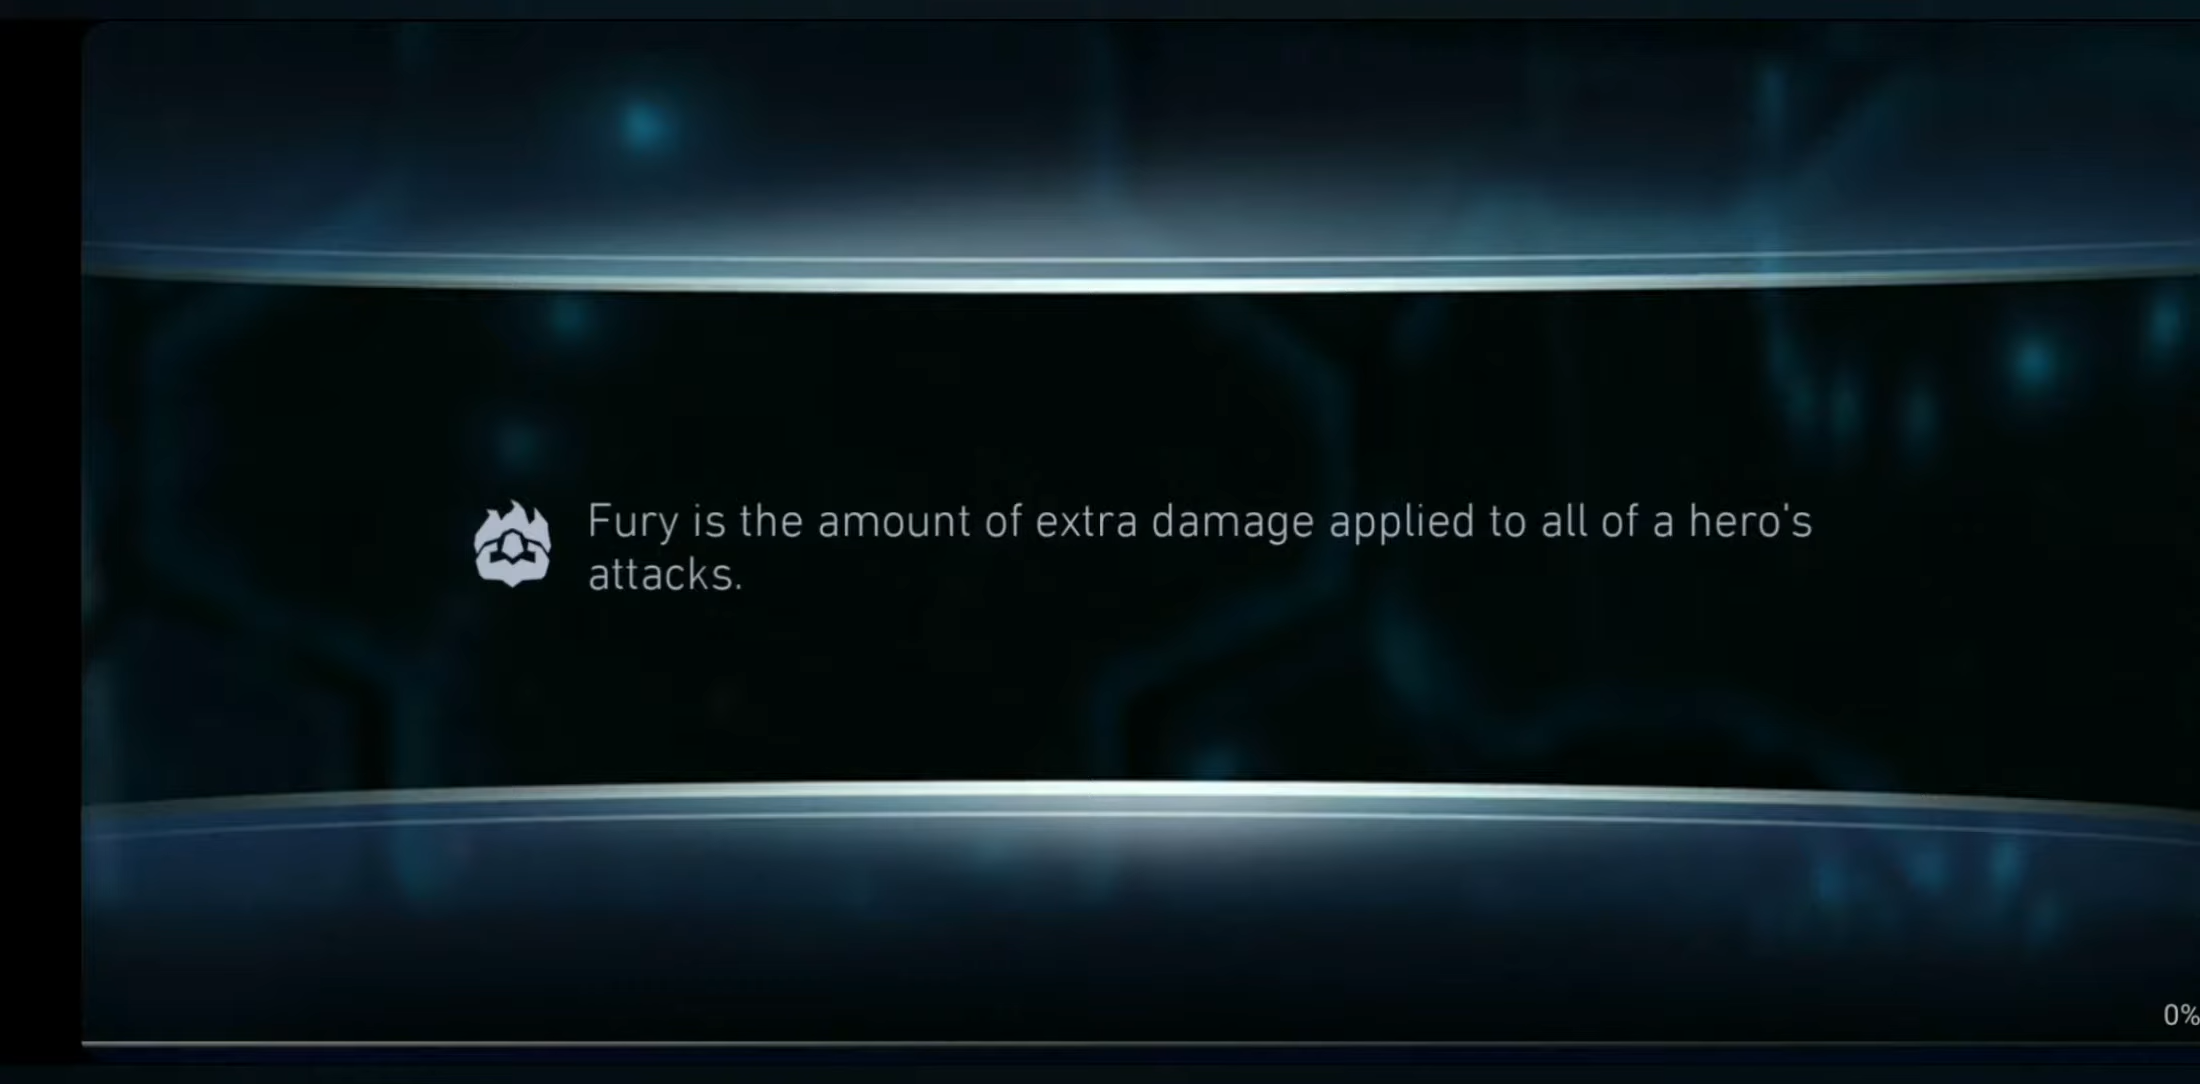 Fury is the amount of extra damage applied to all of a hero's
attacks.
0%